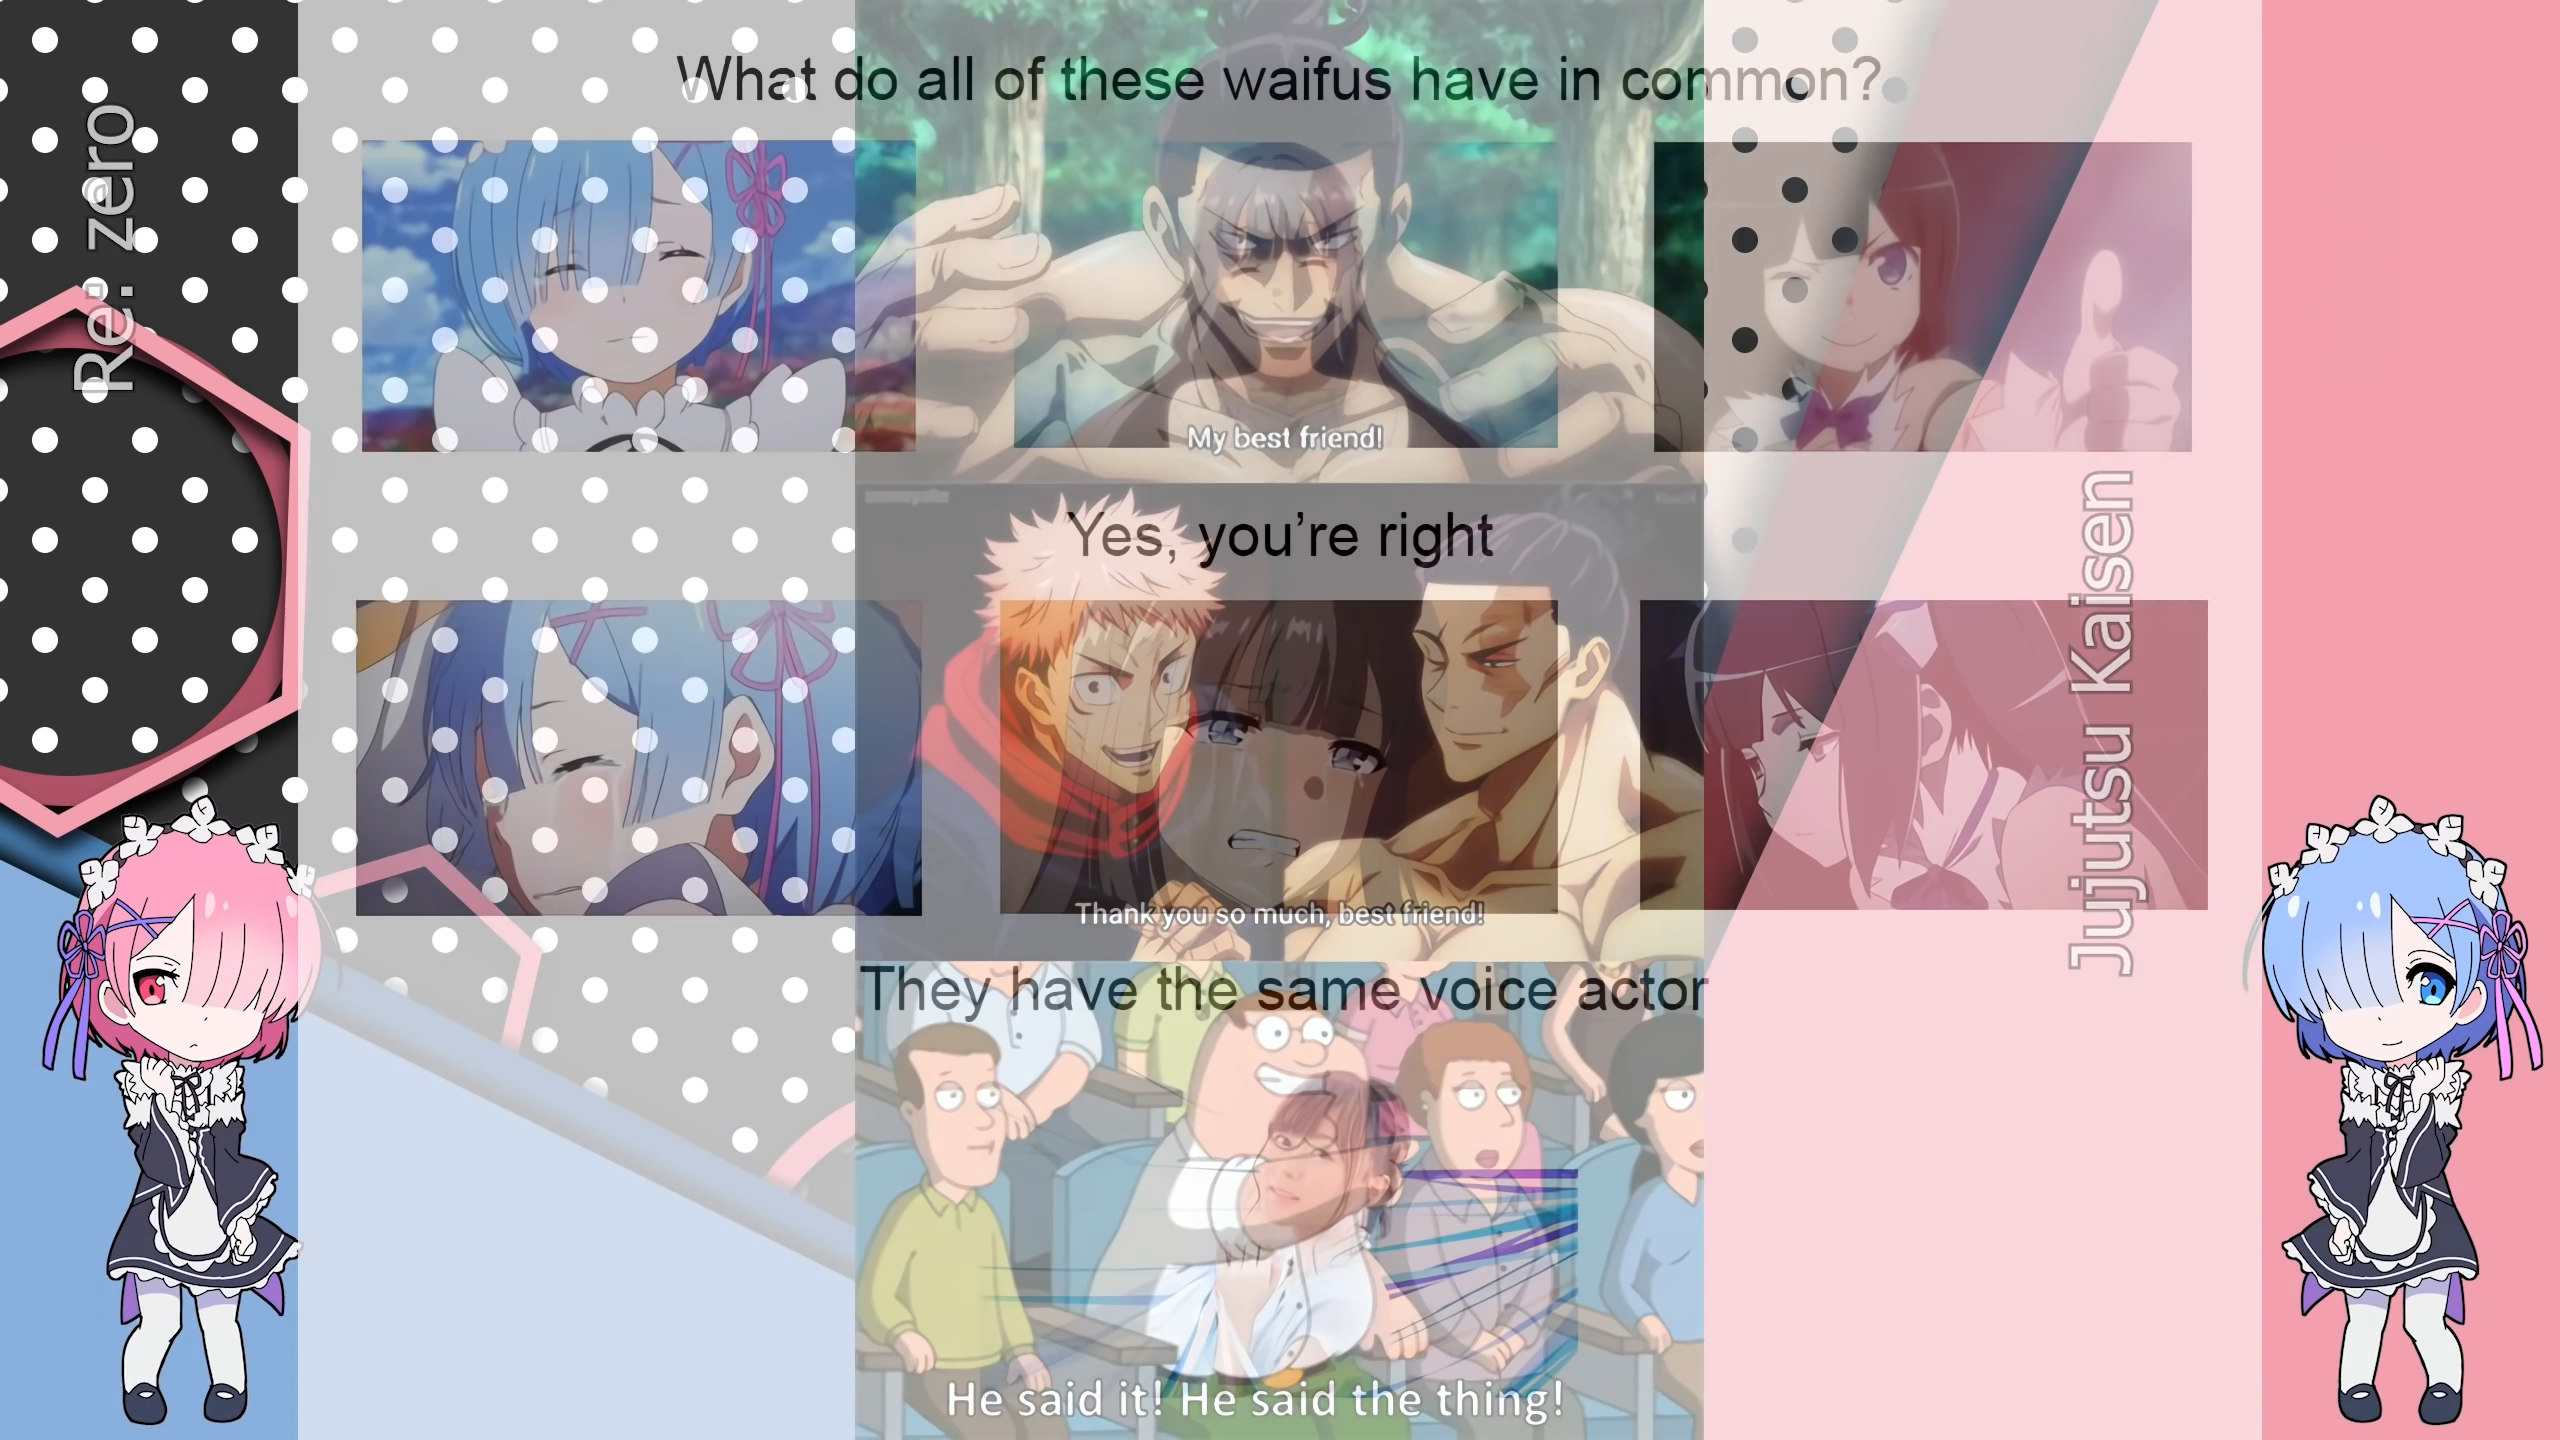 What do all of these waifus have in common?
Re: zero
My best friend!
Yes, you're right
Jujutsu Kaisen
Thank you so much, best friend!
They have the same voice actor
He said it! He said the thing!